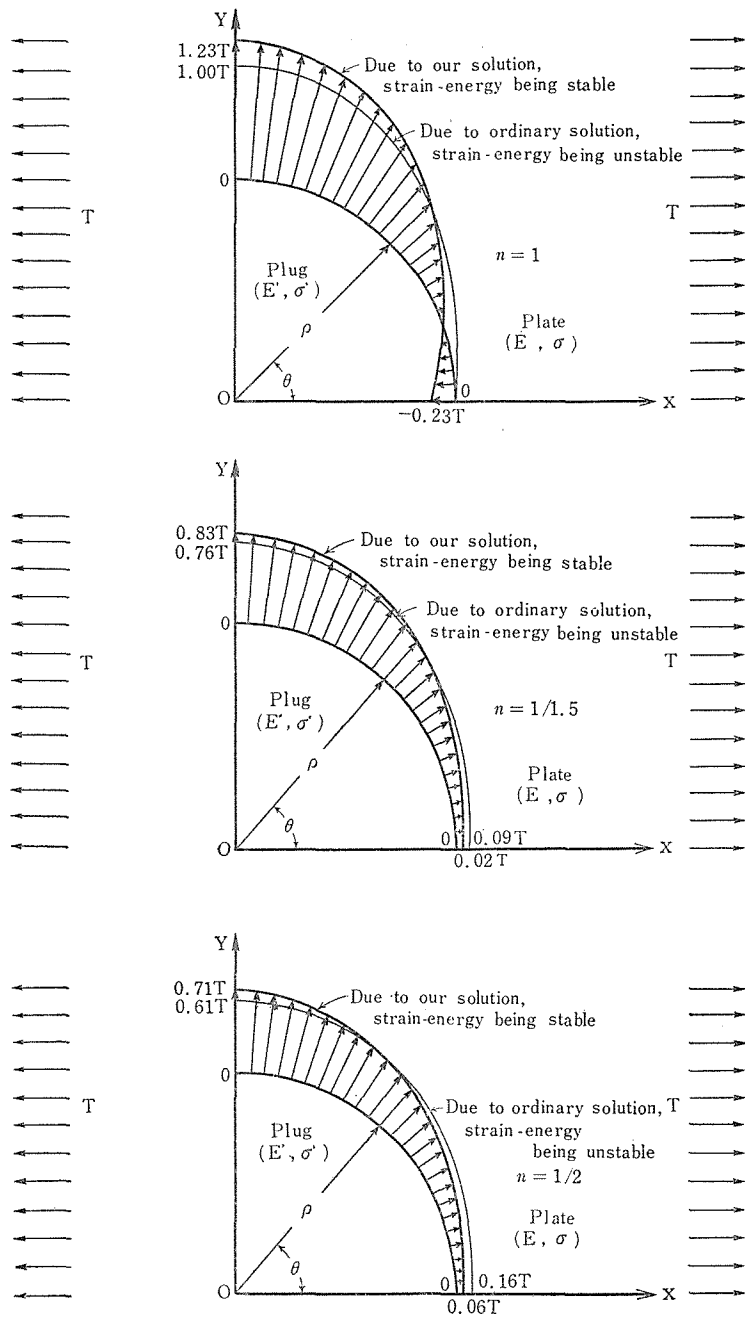 Y
1.23T
1.00T
Due to our solution,
strain-energy being stable
Due to ordinary solution,
strain-energy being unstable
0
T
T
n = 1
Plug
(E', σ')
Plate
(E, σ)
ρ
θ
O
0
X
−0.23T
Y
0.83T
0.76T
Due to our solution,
strain-energy being stable
Due to ordinary solution,
strain-energy being unstable
0
T
T
Plug
(E', σ')
n = 1/1.5
ρ
Plate
(E, σ)
θ
0
0.09T
O
X
0.02T
Y
0.71T
0.61T
Due to our solution,
strain-energy being stable
0
T
Due to ordinary solution,
T
strain-energy
being unstable
Plug
(E', σ')
n = 1/2
ρ
Plate
(E, σ)
θ
0
0.16T
O
X
0.06T